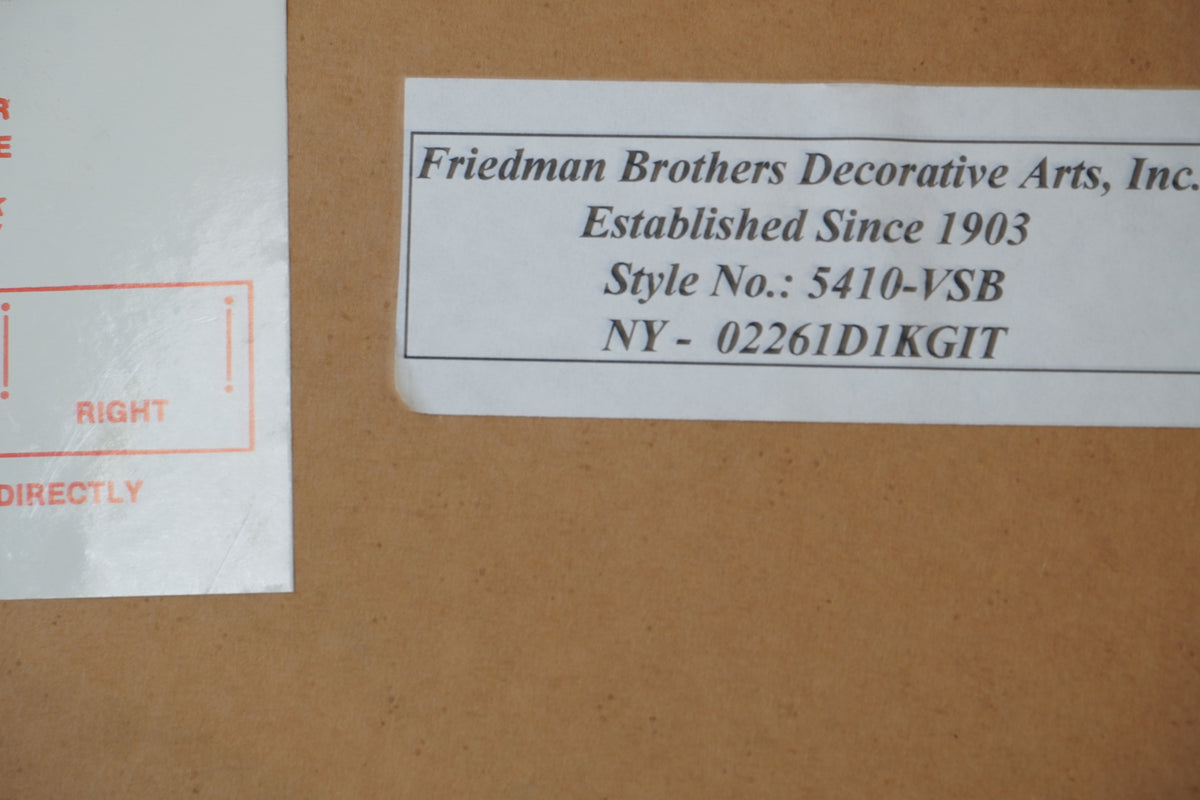 RIGHT
DIRECTLY
Friedman Brothers Decorative Arts, Inc.
Established Since 1903
Style No.: 5410-VSB
NY - 02261D1KGIT